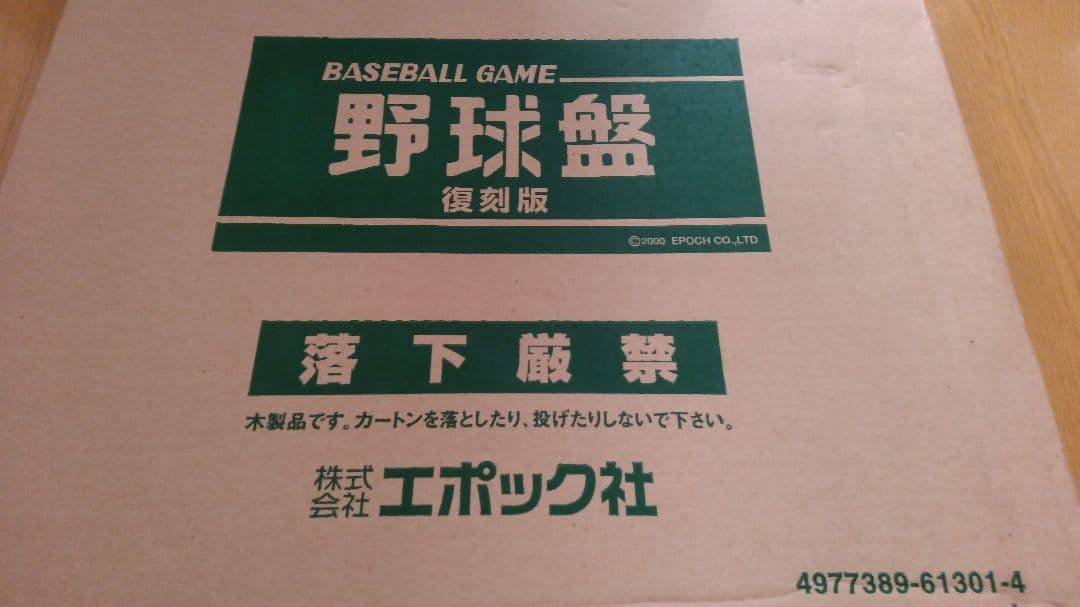 BASEBALL GAME
野球盤
復刻版
©2000 EPOCH CO.,LTD
落下厳禁
木製品です。カートンを落としたり、投げたりしないで下さい。
株式会社 エポック社
4977389-61301-4